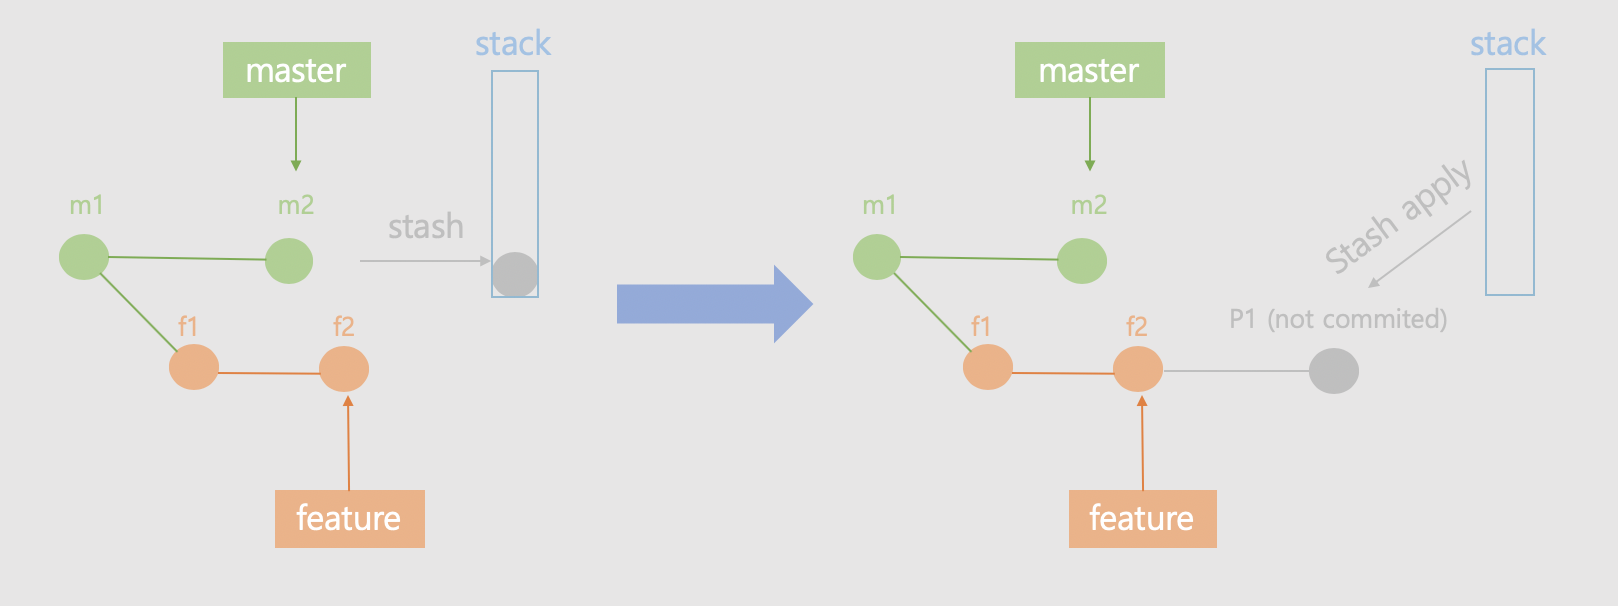 master
stack
m1
m2
stash
f1
f2
feature
master
stack
m1
m2
Stash apply
f1
f2
P1 (not commited)
feature